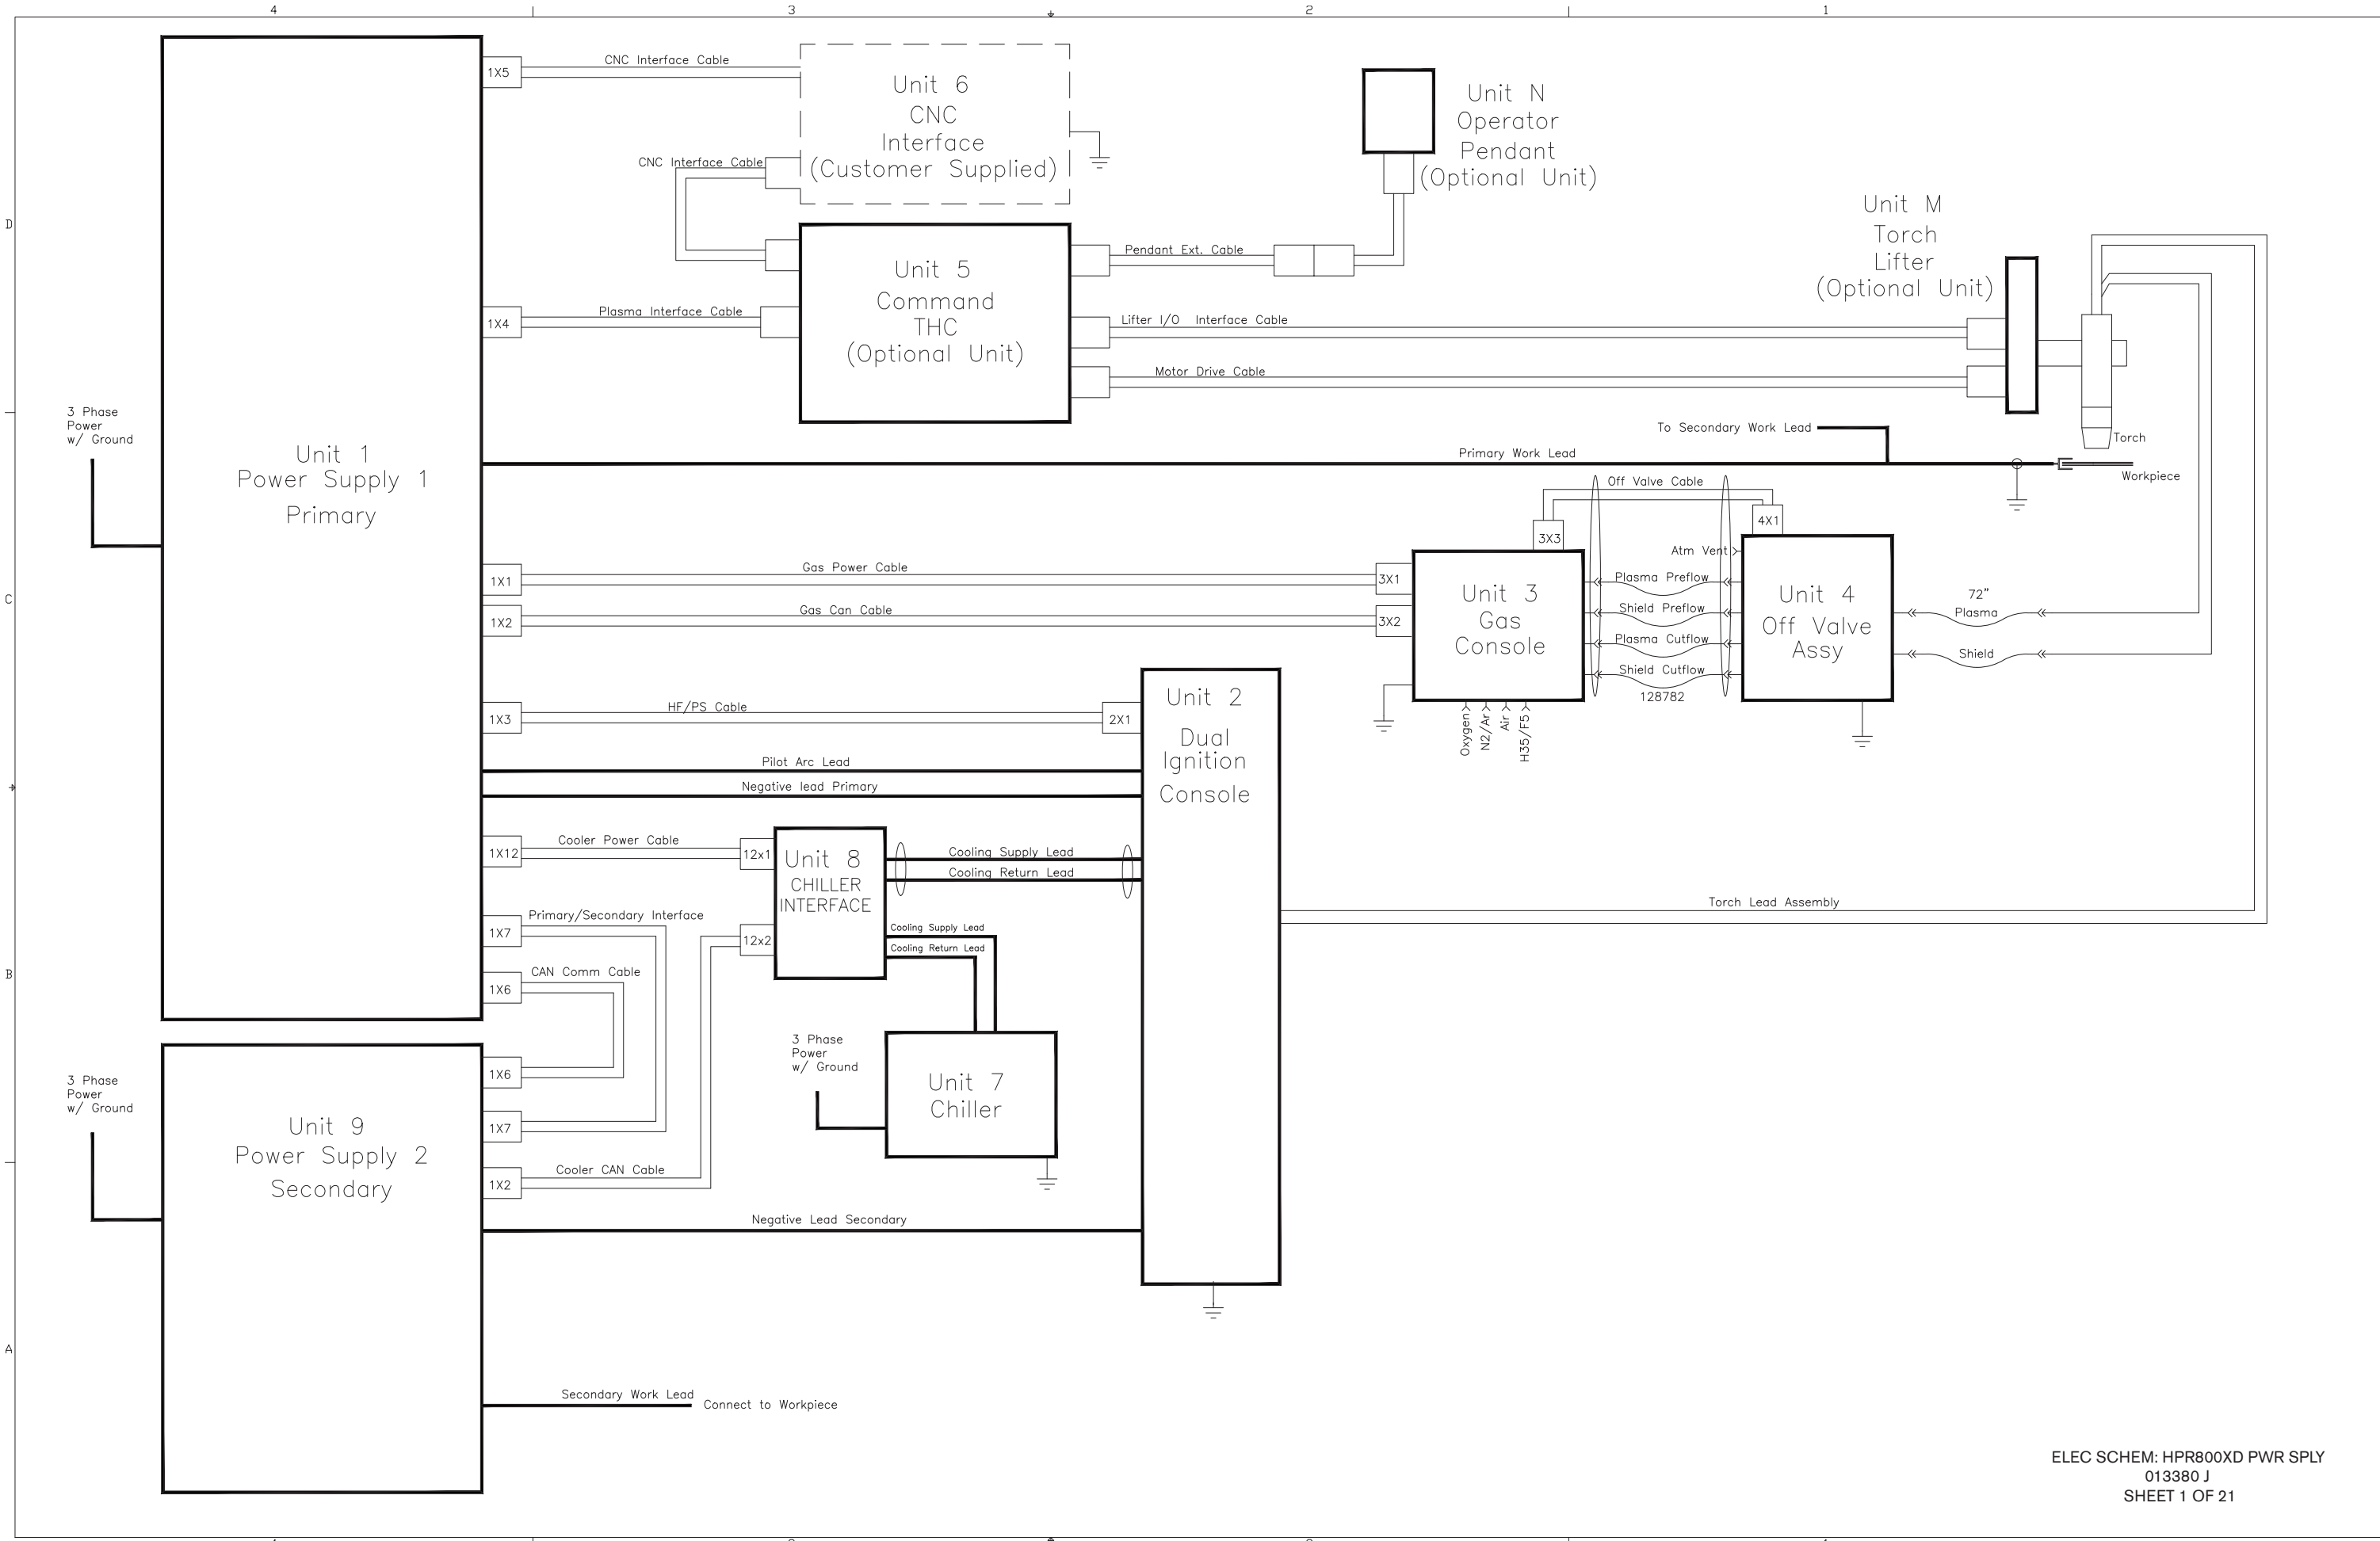 4
3
2
1
D
C
B
A
1X5
CNC Interface Cable
Unit 6
CNC
Interface
(Customer Supplied)
CNC Interface Cable
Unit N
Operator
Pendant
(Optional Unit)
Unit M
Torch
Lifter
(Optional Unit)
Unit 5
Command
THC
(Optional Unit)
Pendant Ext. Cable
1X4
Plasma Interface Cable
Lifter I/O Interface Cable
Motor Drive Cable
3 Phase
Power
w/ Ground
Unit 1
Power Supply 1
Primary
To Secondary Work Lead
Primary Work Lead
Torch
Workpiece
Off Valve Cable
3X3
4X1
Atm Vent
1X1
Gas Power Cable
3X1
1X2
Gas Can Cable
3X2
Unit 3
Gas
Console
Plasma Preflow
Shield Preflow
Plasma Cutflow
Shield Cutflow
128782
Unit 4
Off Valve
Assy
72"
Plasma
Shield
Oxygen
N2/Ar
Air
H35/F5
1X3
HF/PS Cable
2X1
Unit 2
Dual
Ignition
Console
Pilot Arc Lead
Negative lead Primary
1X12
Cooler Power Cable
12x1
Unit 8
CHILLER
INTERFACE
Cooling Supply Lead
Cooling Return Lead
1X7
Primary/Secondary Interface
12x2
Cooling Supply Lead
Cooling Return Lead
Torch Lead Assembly
1X6
CAN Comm Cable
3 Phase
Power
w/ Ground
Unit 7
Chiller
3 Phase
Power
w/ Ground
Unit 9
Power Supply 2
Secondary
1X6
1X7
1X2
Cooler CAN Cable
Negative Lead Secondary
Secondary Work Lead
Connect to Workpiece
ELEC SCHEM: HPR800XD PWR SPLY
013380 J
SHEET 1 OF 21